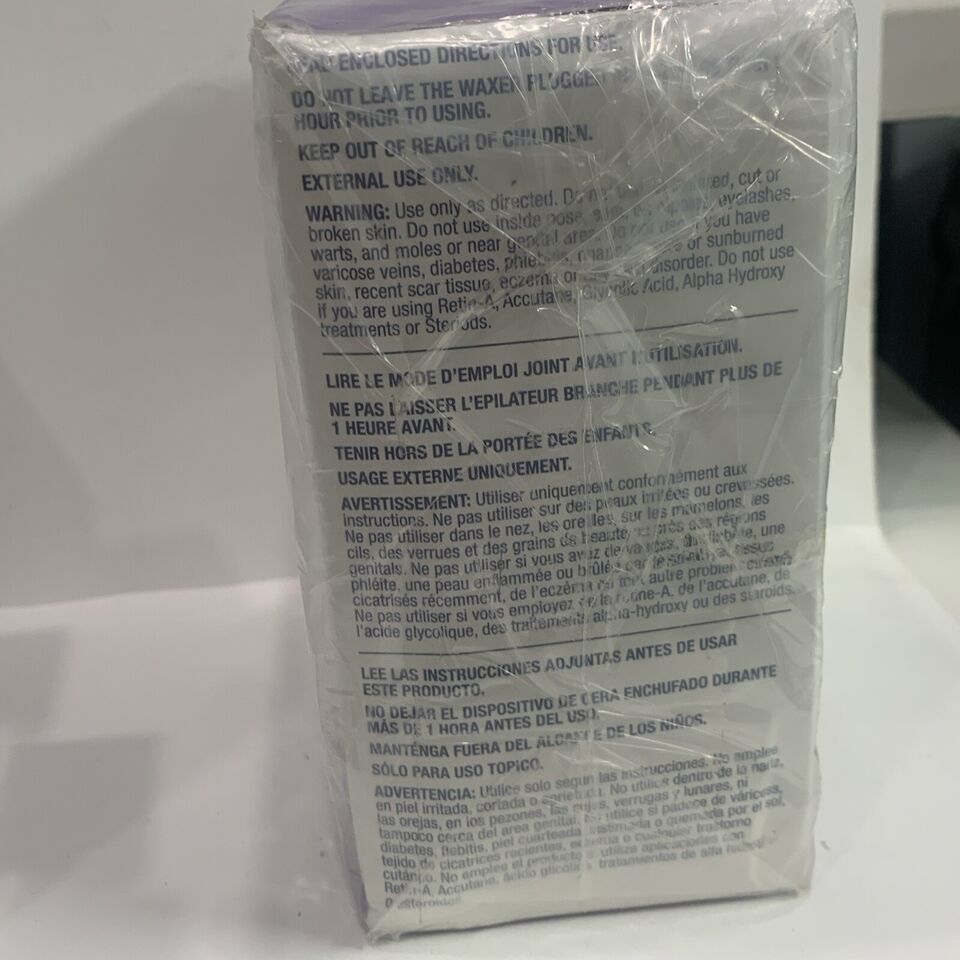 ENCLOSED DIRECTIONS FOR USE.
DO NOT LEAVE THE WAXER PLUGGED
HOUR PRIOR TO USING.
KEEP OUT OF REACH OF CHILDREN.
EXTERNAL USE ONLY.
WARNING: Use only as directed. Do not cut or
broken skin. Do not use inside nose, eyelashes,
warts, and moles or near genital area. Do not use if you have
varicose veins, diabetes, phlebitis, or sunburned
skin, recent scar tissue, eczema or disorder. Do not use
if you are using Retin-A, Accutane, Glycolic Acid, Alpha Hydroxy
treatments or Steriods.
LIRE LE MODE D'EMPLOI JOINT AVANT L'UTILISATION.
NE PAS LAISSER L'EPILATEUR BRANCHE PENDANT PLUS DE
1 HEURE AVANT.
TENIR HORS DE LA PORTÉE DES ENFANTS.
USAGE EXTERNE UNIQUEMENT.
AVERTISSEMENT: Utiliser uniquement conformément aux
instructions. Ne pas utiliser sur des peaux irritées ou crevassées.
Ne pas utiliser dans le nez, les oreilles, sur les mamelons, les
cils, des verrues et des grains de beauté régions
genitals. Ne pas utiliser si vous avez de une
phléite, une peau enflammée ou brûlée tissus
cicatrisés récemment, de l'eczéma autre
Ne pas utiliser si vous employez de l'accutane, de
l'acide glycolique, des traitements alpha-hydroxy ou des staroids.
LEE LAS INSTRUCCIONES ADJUNTAS ANTES DE USAR
ESTE PRODUCTO.
NO DEJAR EL DISPOSITIVO DE CERA ENCHUFADO DURANTE
MÁS DE 1 HORA ANTES DEL USO.
MANTÉNGA FUERA DEL ALCANCE DE LOS NIÑOS.
SÓLO PARA USO TOPICO.
ADVERTENCIA: Utilice solo segun las instrucciones. No emplee
en piel irritada, cortada o No utilice dentro de la nariz,
las orejas, en los pezones, las verrugas y lunares, ni
tampoco cerca del area genital. utilice si padece de várices,
diabetes, flebitis, piel cuarteada, lastimada o quemada por el sol,
tejido de cicatrices recientes, eczema o cualquier trastorno
cutáneo. No emplee el producto utiliza aplicaciones con
Retin-A, Accutane, ácido glicólico tratamientos de alfa
o esteroides